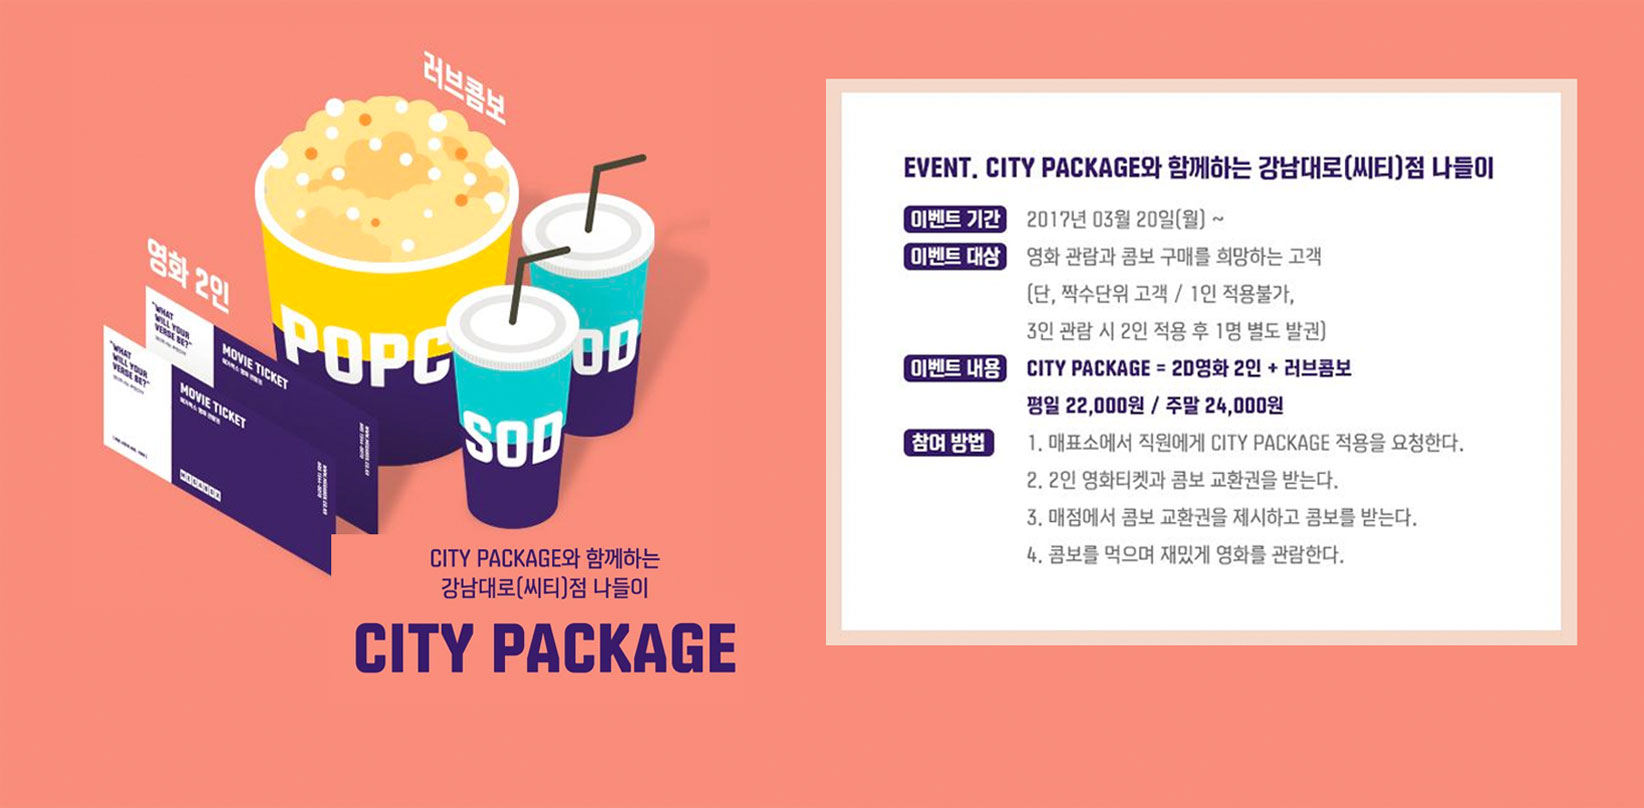 러브콤보
영화 2인
POPC
SOD
OD
"WHAT
WILL YOUR
VERSE BE?"
MOVIE TICKET
"WHAT
WILL YOUR
VERSE BE?"
MOVIE TICKET
MEGABOX
CITY PACKAGE와 함께하는
강남대로(씨티)점 나들이
CITY PACKAGE
EVENT. CITY PACKAGE와 함께하는 강남대로(씨티)점 나들이
이벤트 기간 2017년 03월 20일(월) ~
이벤트 대상 영화 관람과 콤보 구매를 희망하는 고객
(단, 짝수단위 고객 / 1인 적용불가,
3인 관람 시 2인 적용 후 1명 별도 발권)
이벤트 내용 CITY PACKAGE = 2D영화 2인 + 러브콤보
평일 22,000원 / 주말 24,000원
참여 방법 1. 매표소에서 직원에게 CITY PACKAGE 적용을 요청한다.
2. 2인 영화티켓과 콤보 교환권을 받는다.
3. 매점에서 콤보 교환권을 제시하고 콤보를 받는다.
4. 콤보를 먹으며 재밌게 영화를 관람한다.